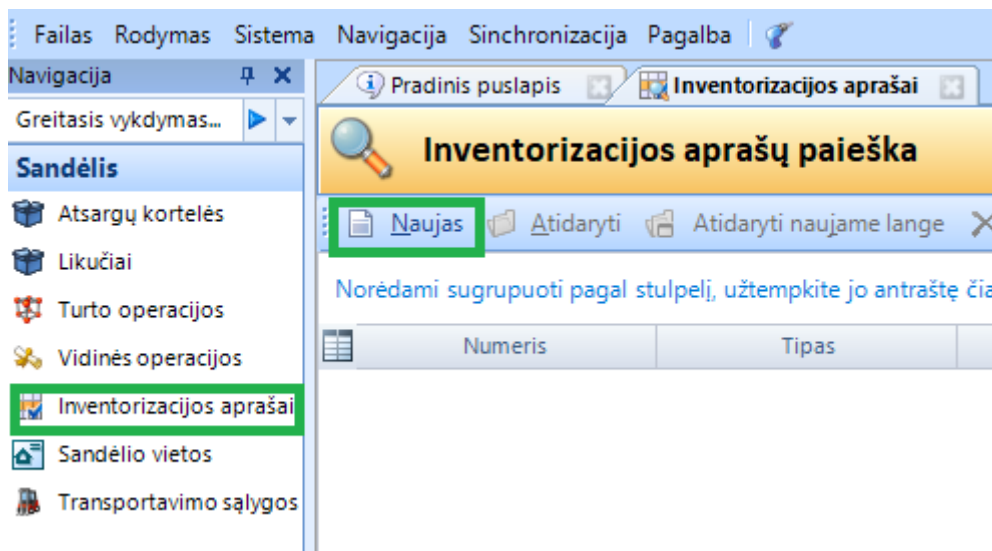 Failas Rodymas Sistema Navigacija Sinchronizacija Pagalba
Navigacija
Greitasis vykdymas...
Sandėlis
Atsargų kortelės
Likučiai
Turto operacijos
Vidinės operacijos
Inventorizacijos aprašai
Sandėlio vietos
Transportavimo sąlygos
Pradinis puslapis Inventorizacijos aprašai
Inventorizacijos aprašų paieška
Naujas Atidaryti Atidaryti naujame lange
Norėdami sugrupuoti pagal stulpelį, užtempkite jo antraštę čia
Numeris Tipas